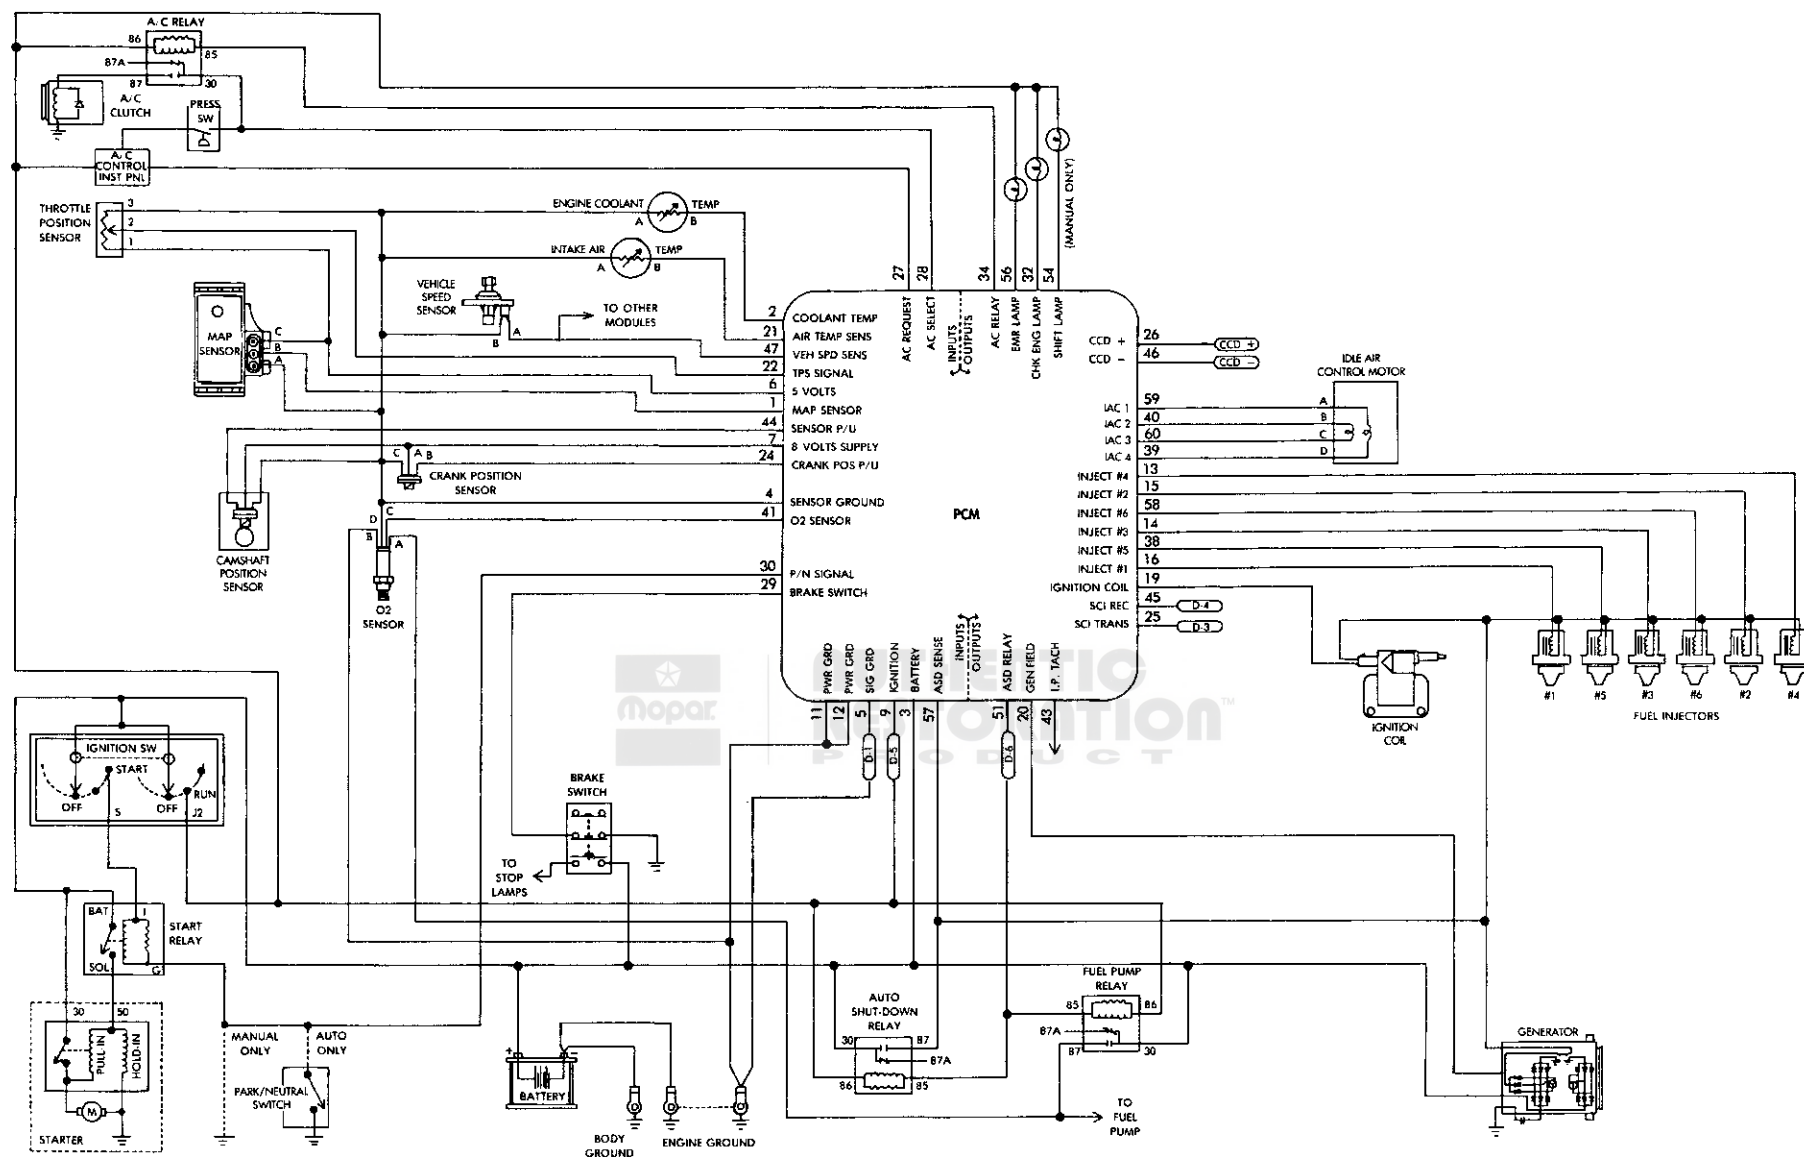 A/C RELAY
86
85
87A
87
30
A/C
CLUTCH
PRESS
SW
A/C
CONTROL
INST PNL
THROTTLE
POSITION
SENSOR
3
2
1
ENGINE COOLANT
TEMP
A
B
INTAKE AIR
TEMP
A
B
VEHICLE
SPEED
SENSOR
A
B
TO OTHER
MODULES
MAP
SENSOR
C
B
A
(MANUAL ONLY)
27
28
34
56
32
54
AC REQUEST
AC SELECT
INPUTS
OUTPUTS
AC RELAY
EMR LAMP
CHK ENG LAMP
SHIFT LAMP
2
COOLANT TEMP
21
AIR TEMP SENS
47
VEH SPD SENS
22
TPS SIGNAL
6
5 VOLTS
1
MAP SENSOR
44
SENSOR P/U
7
8 VOLTS SUPPLY
24
CRANK POS P/U
4
SENSOR GROUND
41
O2 SENSOR
30
P/N SIGNAL
29
BRAKE SWITCH
C
A
B
CRANK POSITION
SENSOR
CAMSHAFT
POSITION
SENSOR
D
C
B
A
O2
SENSOR
PCM
CCD +
26
CCD +
CCD −
46
CCD −
IDLE AIR
CONTROL MOTOR
IAC 1
59
A
IAC 2
40
B
IAC 3
60
C
IAC 4
39
D
INJECT #4
13
INJECT #2
15
INJECT #6
58
INJECT #3
14
INJECT #5
38
INJECT #1
16
IGNITION COIL
19
SCI REC
45
D-4
SCI TRANS
25
D-3
#1
#5
#3
#6
#2
#4
FUEL INJECTORS
IGNITION
COIL
PWR GRD
PWR GRD
SIG GRD
IGNITION
BATTERY
ASD SENSE
INPUTS
OUTPUTS
ASD RELAY
GEN FIELD
I.P. TACH
11
12
5
9
3
57
51
20
43
D-1
D-5
D-6
Mopar
AUTHENTIC
RESTORATION™
PRODUCT
IGNITION SW
START
OFF
OFF
RUN
S
J2
BRAKE
SWITCH
TO
STOP
LAMPS
BAT
I
START
RELAY
SOL
G
30
50
PULL-IN
HOLD-IN
M
STARTER
MANUAL
ONLY
AUTO
ONLY
PARK/NEUTRAL
SWITCH
+
−
BATTERY
BODY
GROUND
ENGINE GROUND
AUTO
SHUT-DOWN
RELAY
30
87
87A
86
85
FUEL PUMP
RELAY
85
86
87A
87
30
TO
FUEL
PUMP
GENERATOR